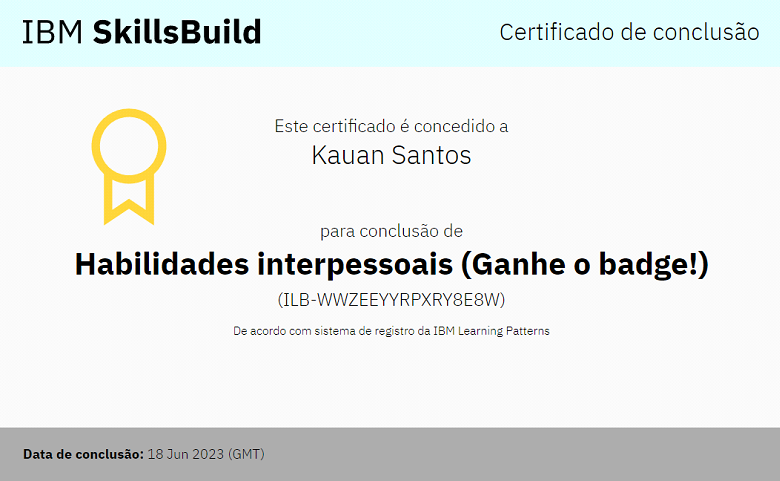 IBM SkillsBuild
Certificado de conclusão
Este certificado é concedido a
Kauan Santos
para conclusão de
Habilidades interpessoais (Ganhe o badge!)
(ILB-WWZEEYYRPXRY8E8W)
De acordo com sistema de registro da IBM Learning Patterns
Data de conclusão: 18 Jun 2023 (GMT)